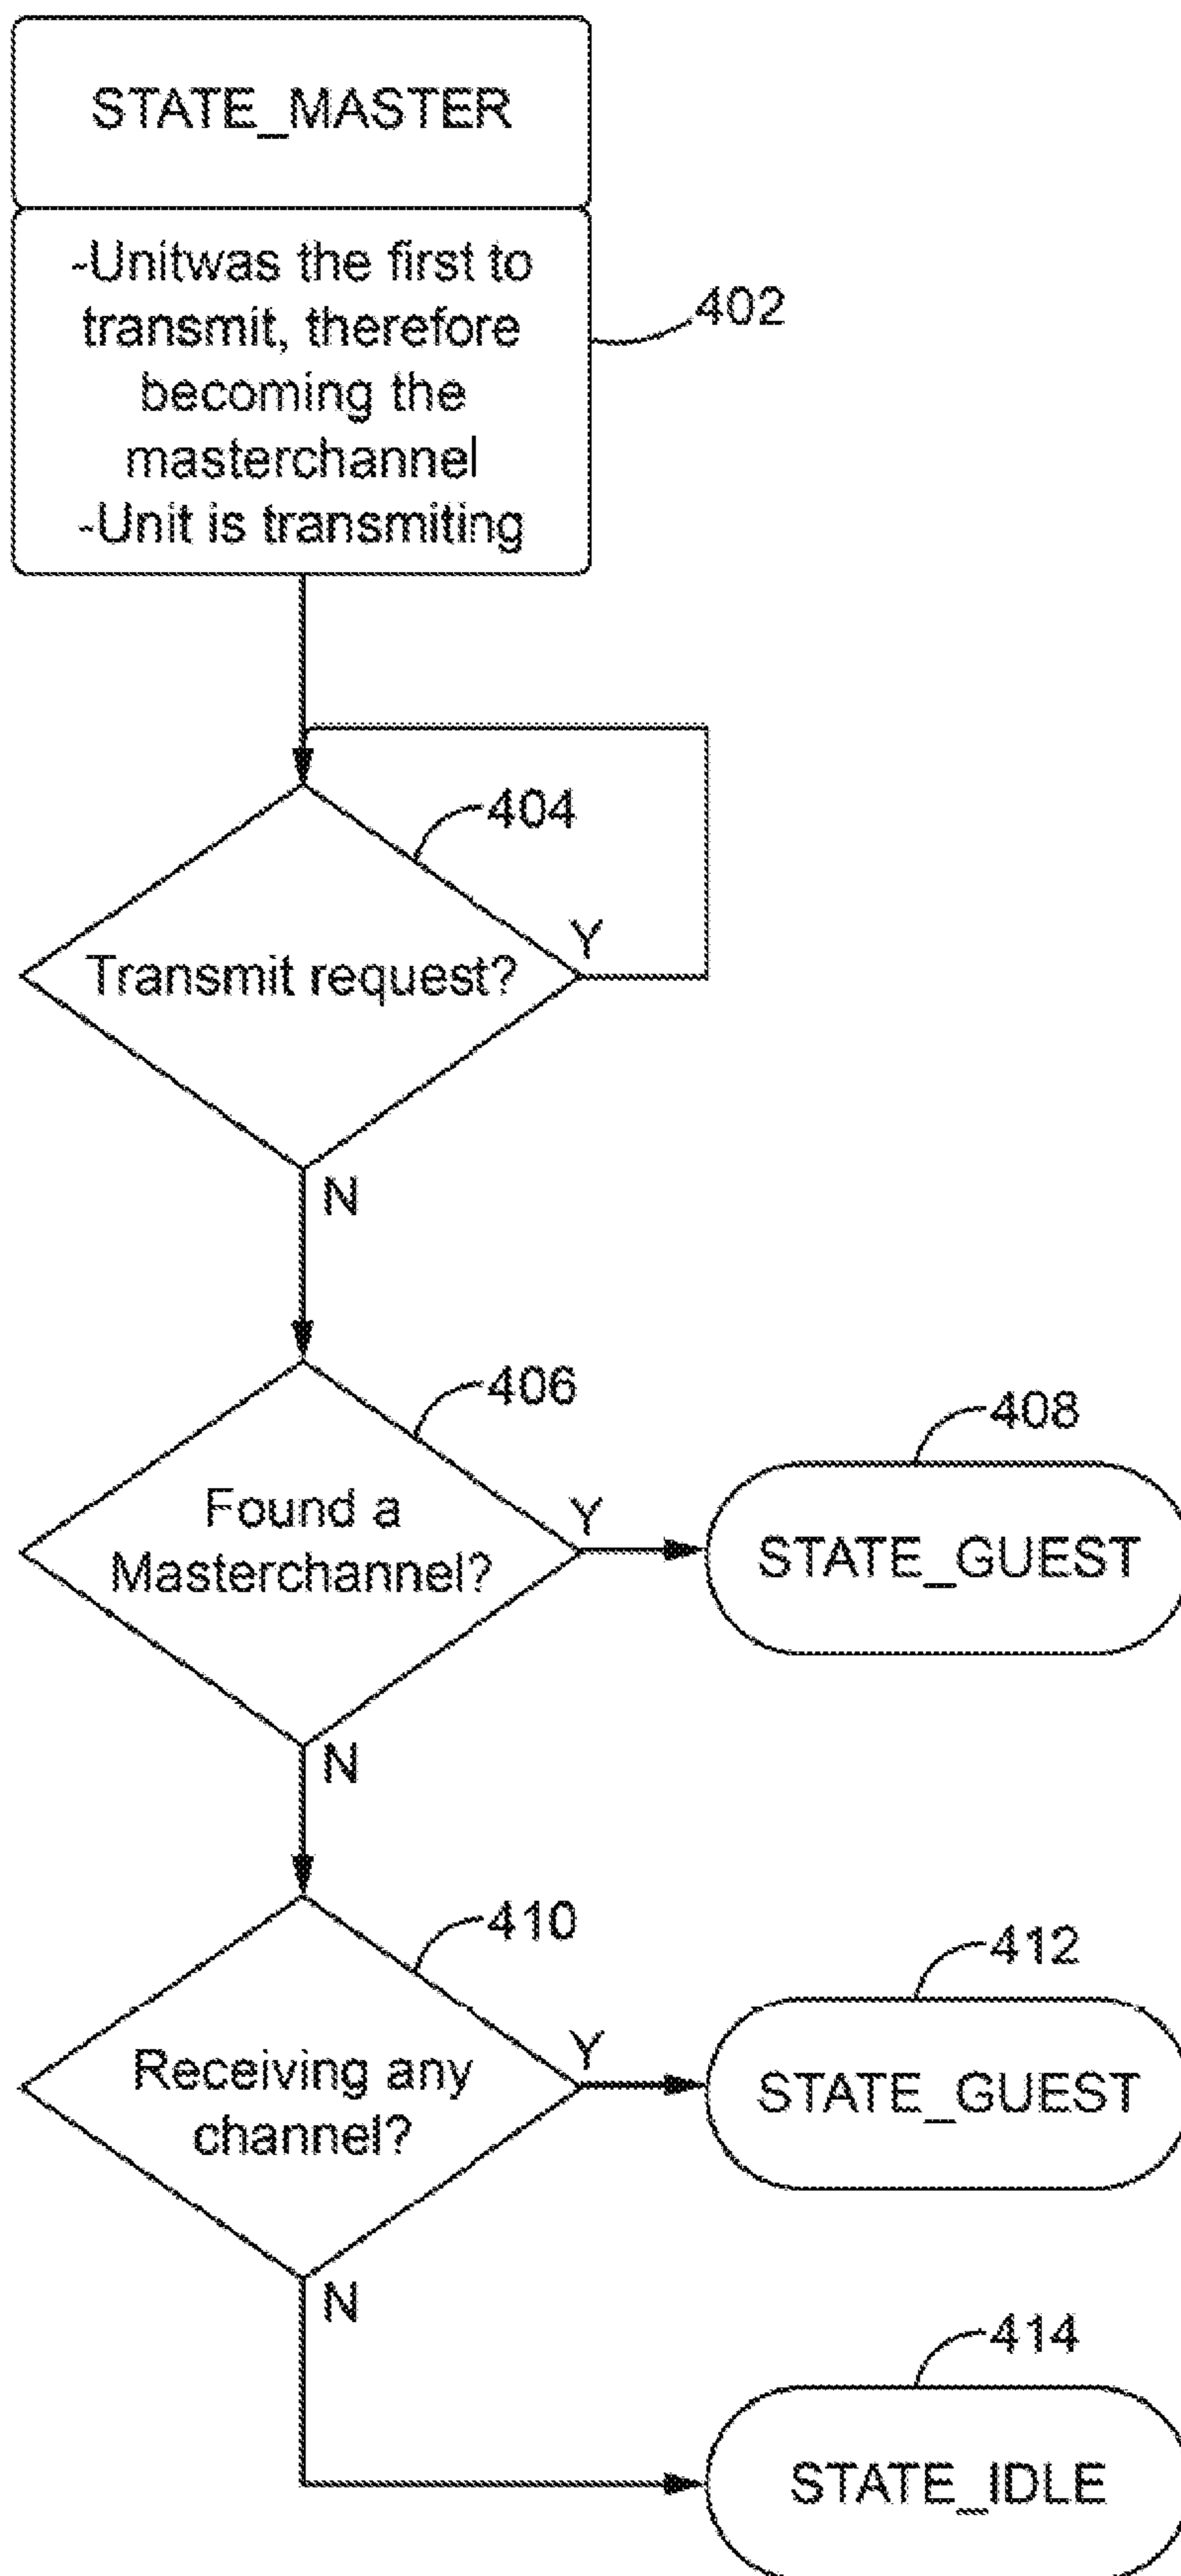 STATE_MASTER
-Unitwas the first to
transmit, therefore
becoming the
masterchannel
-Unit is transmiting
402
404
Y
Transmit request?
N
406
408
Found a
Masterchannel?
Y
STATE_GUEST
N
410
412
Receiving any
channel?
Y
STATE_GUEST
N
414
STATE_IDLE